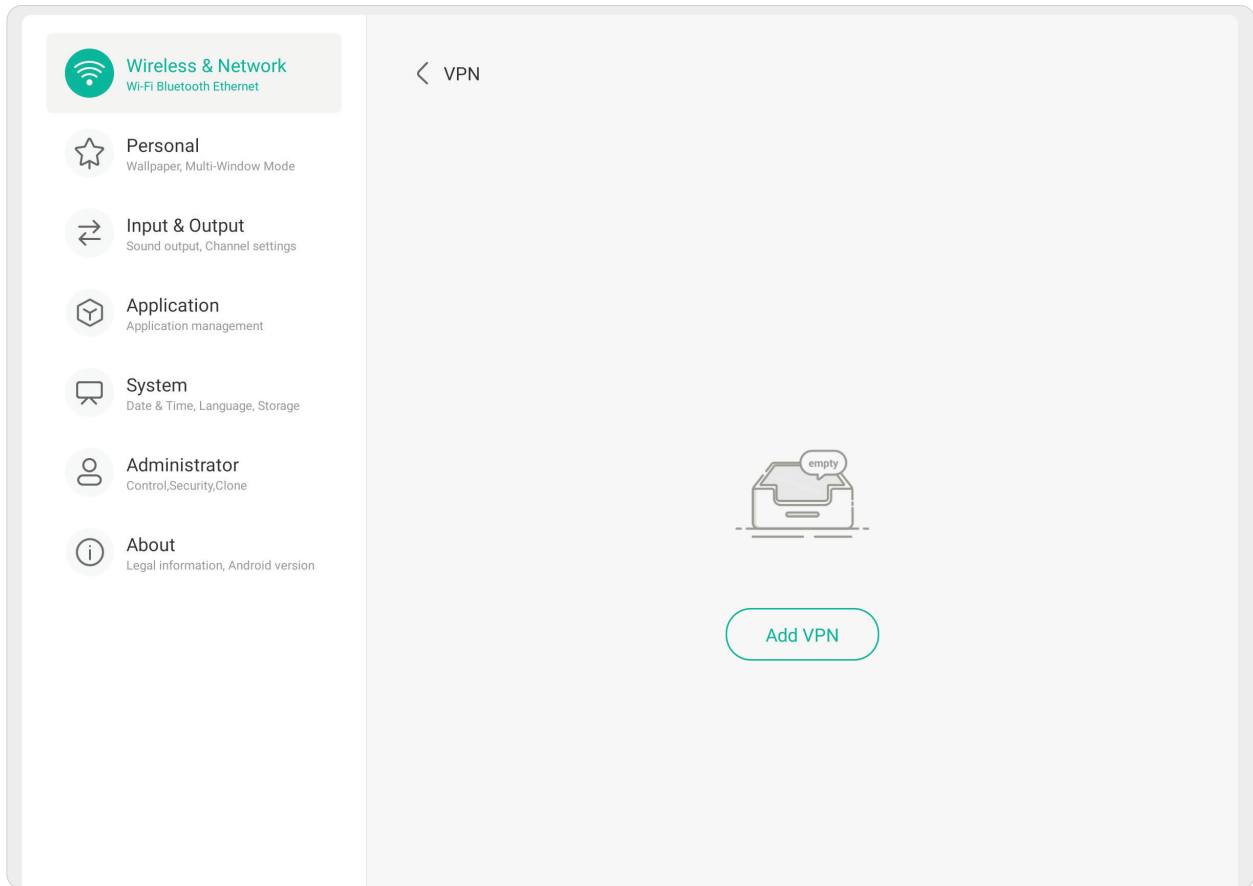 Wireless & Network
Wi-Fi Bluetooth Ethernet
Personal
Wallpaper, Multi-Window Mode
Input & Output
Sound output, Channel settings
Application
Application management
System
Date & Time, Language, Storage
Administrator
Control,Security,Clone
About
Legal information, Android version
VPN
empty
Add VPN